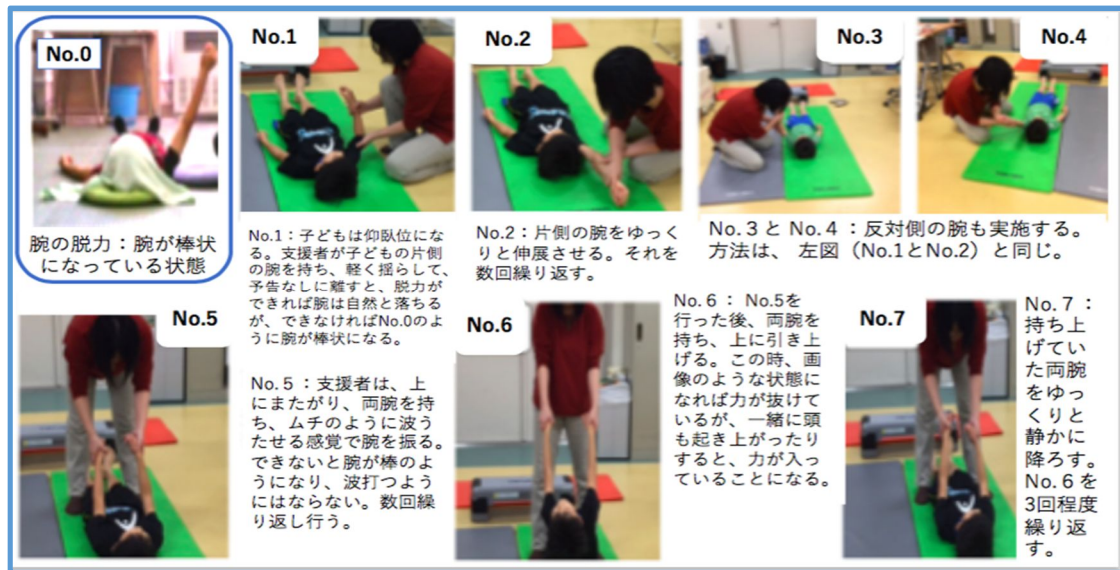 No.0
腕の脱力：腕が棒状
になっている状態
No.1
No.1：子どもは仰臥位にな
る。支援者が子どもの片側
の腕を持ち、軽く揺らして、
予告なしに離すと、脱力が
できれば腕は自然と落ちる
が、できなければNo.0のよ
うに腕が棒状になる。
No.2
No.2：片側の腕をゆっく
りと伸展させる。それを
数回繰り返す。
No.3
No.4
No.3 と No. 4 ：反対側の腕も実施する。
方法は、 左図（No.1とNo.2）と同じ。
No.5
No. 5 ：支援者は、上
にまたがり、両腕を持
ち、ムチのように波う
たせる感覚で腕を振る。
できないと腕が棒のよ
うになり、波打つよう
にはならない。数回繰
り返し行う。
No.6
No. 6 ： No.5を
行った後、両腕を
持ち、上に引き上
げる。この時、画
像のような状態に
なれば力が抜けて
いるが、一緒に頭
も起き上がったり
すると、力が入っ
ていることになる。
No.7
No. 7 ：
持ち上
げてい
た両腕
をゆっ
くりと
静かに
降ろす。
No. 6 を
3回程度
繰り返
す。